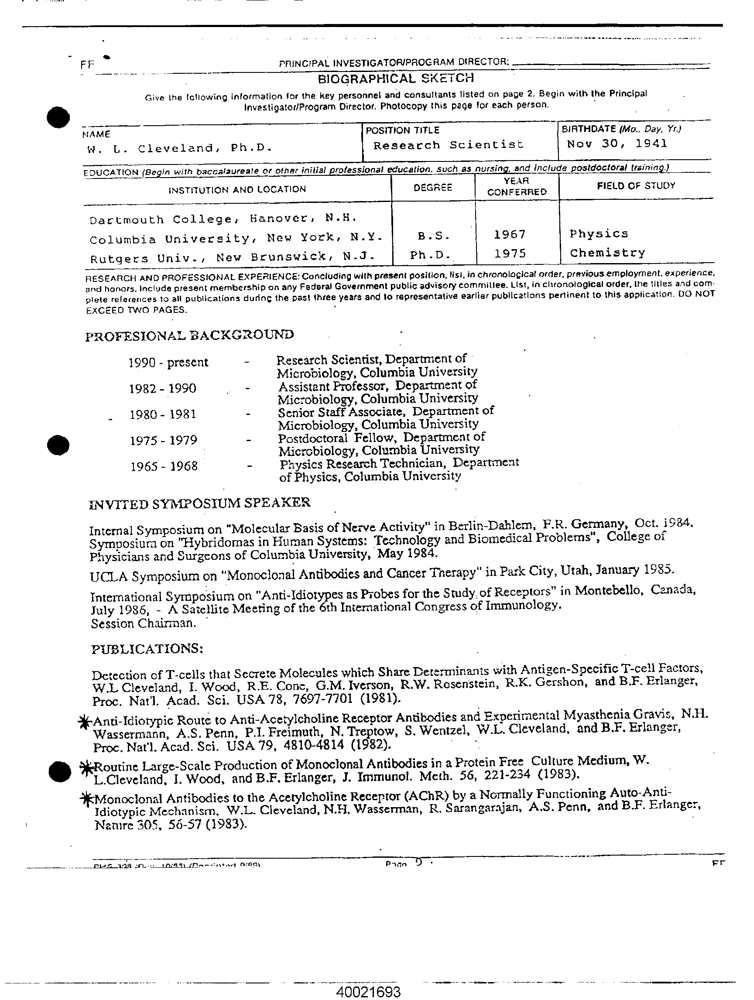 FF
PRINCIPAL INVESTIGATOR/PROGRAM DIRECTOR:
BIOGRAPHICAL SKETCH
Give the following information for the key personnel and consultants listed on page 2. Begin with the Principal
Investigator/Program Director. Photocopy this page for each person.
NAME
POSITION TITLE
BIRTHDATE (Mo., Day, Yr.)
W. L. Cleveland, Ph.D.
Research Scientist
Nov 30, 1941
EDUCATION (Begin with baccalaureate or other initial professional education, such as nursing, and include postdoctoral training.)
INSTITUTION AND LOCATION
DEGREE
YEAR CONFERRED
FIELD OF STUDY
Dartmouth College, Hanover, N.H.
Columbia University, New York, N.Y. B.S. 1967 Physics
Rutgers Univ., New Brunswick, N.J. Ph.D. 1975 Chemistry
RESEARCH AND PROFESSIONAL EXPERIENCE: Concluding with present position, list, in chronological order, previous employment, experience,
and honors. Include present membership on any Federal Government public advisory committee. List, in chronological order, the titles and com-
plete references to all publications during the past three years and to representative earlier publications pertinent to this application. DO NOT
EXCEED TWO PAGES.
PROFESIONAL BACKGROUND
1990 - present - Research Scientist, Department of
Microbiology, Columbia University
1982 - 1990 - Assistant Professor, Department of
Microbiology, Columbia University
1980 - 1981 - Senior Staff Associate, Department of
Microbiology, Columbia University
1975 - 1979 - Postdoctoral Fellow, Department of
Microbiology, Columbia University
1965 - 1968 - Physics Research Technician, Department
of Physics, Columbia University
INVITED SYMPOSIUM SPEAKER
Internal Symposium on "Molecular Basis of Nerve Activity" in Berlin-Dahlem, F.R. Germany, Oct. 1984.
Symposium on "Hybridomas in Human Systems: Technology and Biomedical Problems", College of
Physicians and Surgeons of Columbia University, May 1984.
UCLA Symposium on "Monoclonal Antibodies and Cancer Therapy" in Park City, Utah, January 1985.
International Symposium on "Anti-Idiotypes as Probes for the Study of Receptors" in Montebello, Canada,
July 1986, - A Satellite Meeting of the 6th International Congress of Immunology.
Session Chairman.
PUBLICATIONS:
Detection of T-cells that Secrete Molecules which Share Determinants with Antigen-Specific T-cell Factors,
W.L Cleveland, I. Wood, R.E. Cone, G.M. Iverson, R.W. Rosenstein, R.K. Gershon, and B.F. Erlanger,
Proc. Nat'l. Acad. Sci. USA 78, 7697-7701 (1981).
*Anti-Idiotypic Route to Anti-Acetylcholine Receptor Antibodies and Experimental Myasthenia Gravis, N.H.
Wassermann, A.S. Penn, P.I. Freimuth, N. Treptow, S. Wentzel, W.L. Cleveland, and B.F. Erlanger,
Proc. Nat'l. Acad. Sci. USA 79, 4810-4814 (1982).
*Routine Large-Scale Production of Monoclonal Antibodies in a Protein Free Culture Medium, W.
L.Cleveland, I. Wood, and B.F. Erlanger, J. Immunol. Meth. 56, 221-234 (1983).
*Monoclonal Antibodies to the Acetylcholine Receptor (AChR) by a Normally Functioning Auto-Anti-
Idiotypic Mechanism, W.L. Cleveland, N.H. Wasserman, R. Sarangarajan, A.S. Penn, and B.F. Erlanger,
Nature 305, 56-57 (1983).
Page 9
FF
40021693